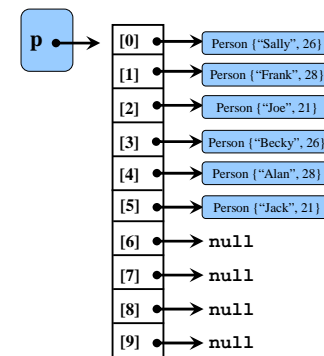 p
[0] Person {“Sally”, 26}
[1] Person {“Frank”, 28}
[2] Person {“Joe”, 21}
[3] Person {“Becky”, 26}
[4] Person {“Alan”, 28}
[5] Person {“Jack”, 21}
[6] null
[7] null
[8] null
[9] null